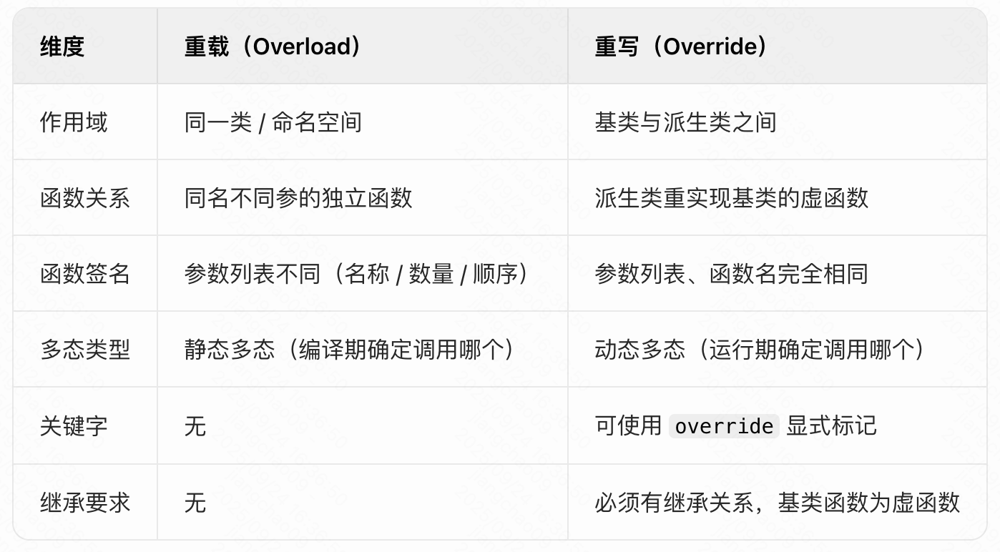 维度 重载（Overload） 重写（Override）
作用域 同一类 / 命名空间 基类与派生类之间
函数关系 同名不同参的独立函数 派生类重实现基类的虚函数
函数签名 参数列表不同（名称 / 数量 / 顺序） 参数列表、函数名完全相同
多态类型 静态多态（编译期确定调用哪个） 动态多态（运行期确定调用哪个）
关键字 无 可使用 override 显式标记
继承要求 无 必须有继承关系，基类函数为虚函数